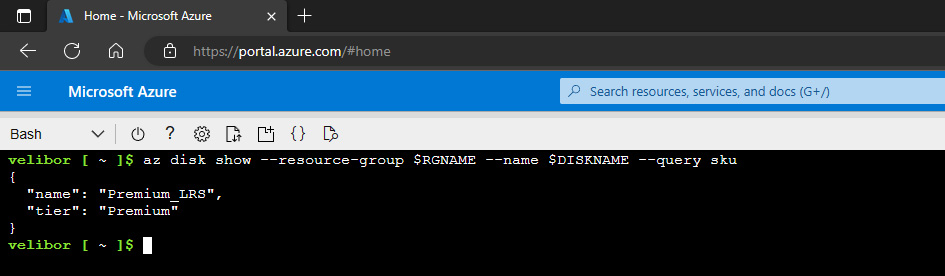 Home - Microsoft Azure
https://portal.azure.com/#home
Microsoft Azure
Search resources, services, and docs (G+/)
Bash
velibor [ ~ ]$ az disk show --resource-group $RGNAME --name $DISKNAME --query sku
{
  "name": "Premium_LRS",
  "tier": "Premium"
}
velibor [ ~ ]$